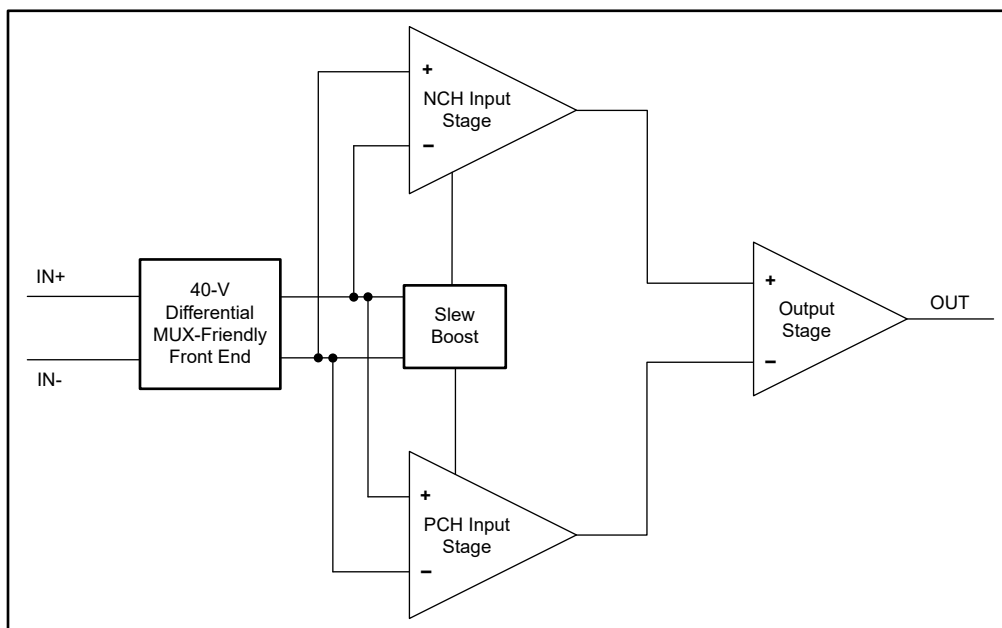 +
NCH Input
Stage
−
IN+
40-V
Differential
MUX-Friendly
Front End
IN-
Slew
Boost
+
Output
Stage
−
OUT
+
PCH Input
Stage
−